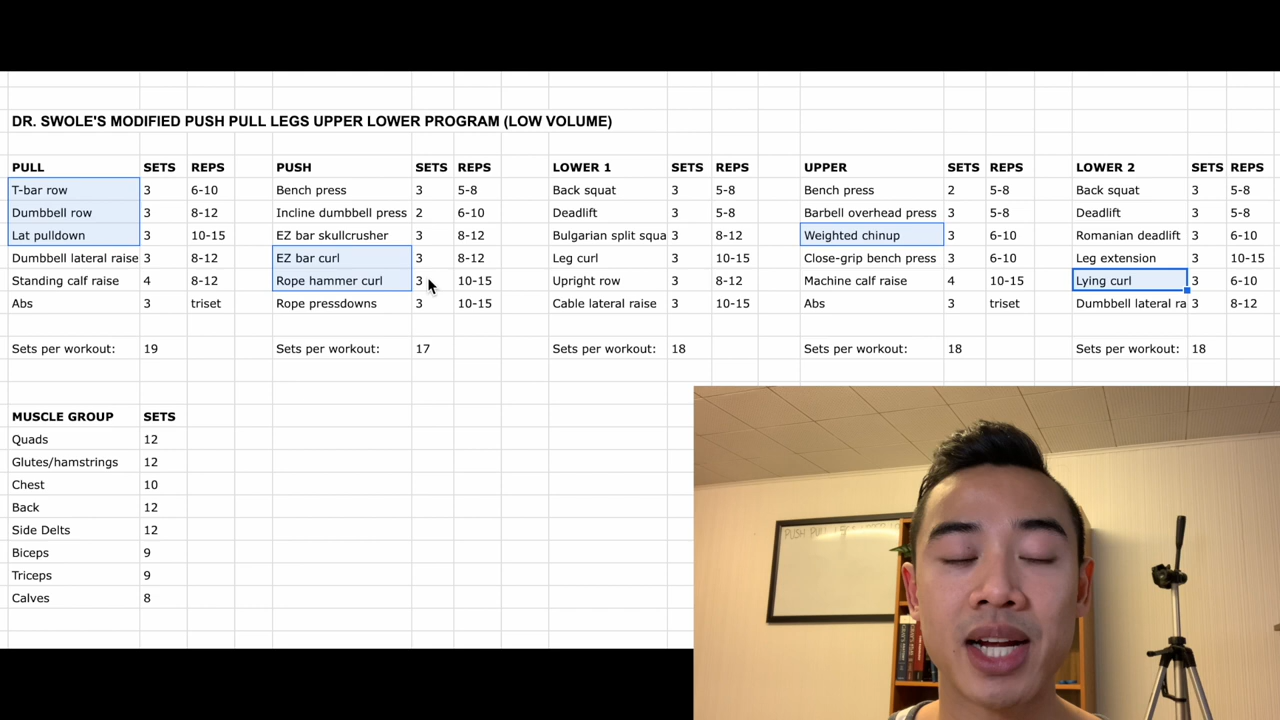 DR. SWOLE'S MODIFIED PUSH PULL LEGS UPPER LOWER PROGRAM (LOW VOLUME)
PULL SETS REPS PUSH SETS REPS LOWER 1 SETS REPS UPPER SETS REPS LOWER 2 SETS REPS
T-bar row 3 6-10 Bench press 3 5-8 Back squat 3 5-8 Bench press 2 5-8 Back squat 3 5-8
Dumbbell row 3 8-12 Incline dumbbell press 2 6-10 Deadlift 3 5-8 Barbell overhead press 3 5-8 Deadlift 3 5-8
Lat pulldown 3 10-15 EZ bar skullcrusher 3 8-12 Bulgarian split squa 3 8-12 Weighted chinup 3 6-10 Romanian deadlift 3 6-10
Dumbbell lateral raise 3 8-12 EZ bar curl 3 8-12 Leg curl 3 10-15 Close-grip bench press 3 6-10 Leg extension 3 10-15
Standing calf raise 4 8-12 Rope hammer curl 3 10-15 Upright row 3 8-12 Machine calf raise 4 10-15 Lying curl 3 6-10
Abs 3 triset Rope pressdowns 3 10-15 Cable lateral raise 3 10-15 Abs 3 triset Dumbbell lateral ra 3 8-12
Sets per workout: 19 Sets per workout: 17 Sets per workout: 18 Sets per workout: 18 Sets per workout: 18
MUSCLE GROUP SETS
Quads 12
Glutes/hamstrings 12
Chest 10
Back 12
Side Delts 12
Biceps 9
Triceps 9
Calves 8
PUSH PULL